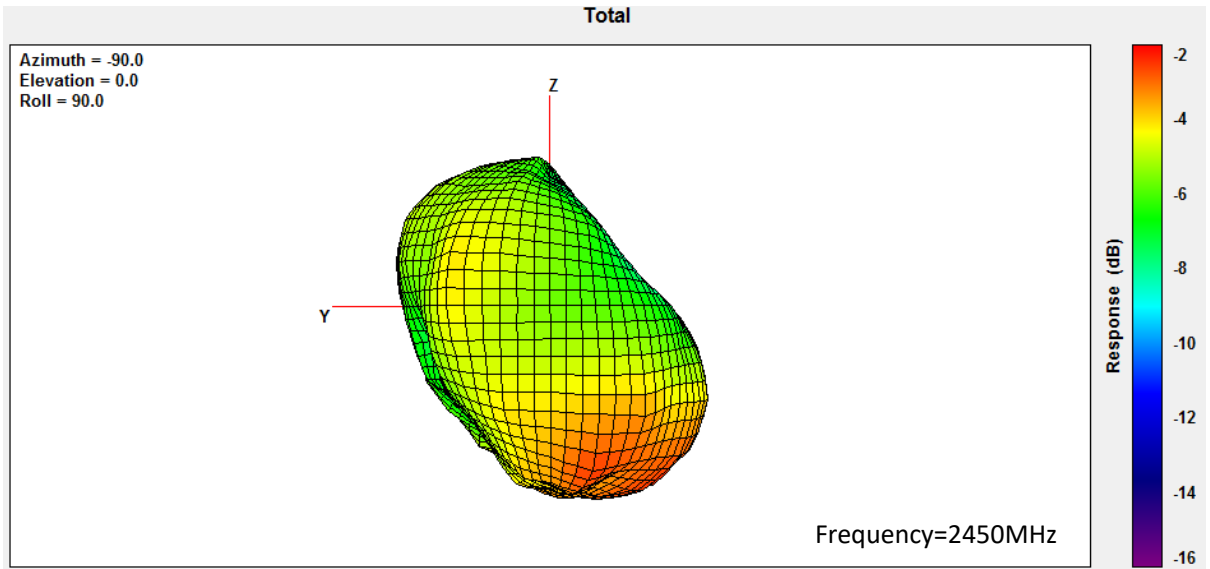 Total
Azimuth = -90.0
Elevation = 0.0
Roll = 90.0
Z
Y
Frequency=2450MHz
-2
-4
-6
-8
-10
-12
-14
-16
Response (dB)